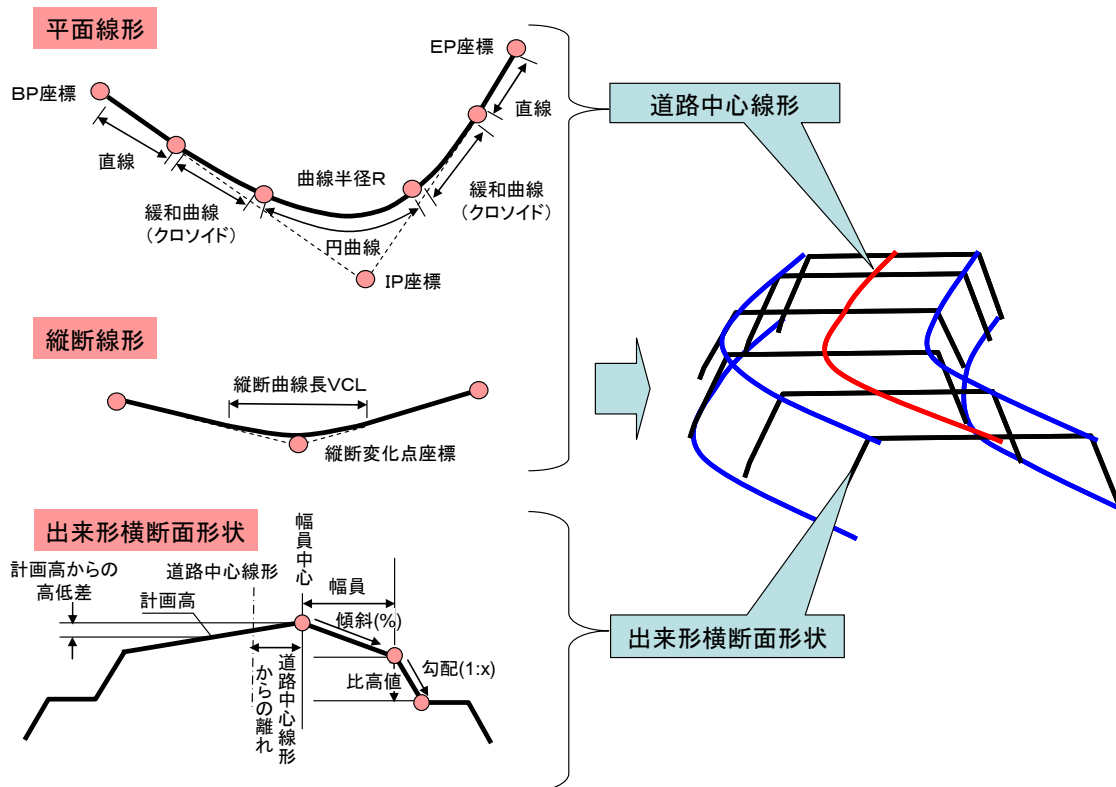 平面線形
BP座標
EP座標
直線
直線
曲線半径R
緩和曲線
(クロソイド)
緩和曲線
(クロソイド)
円曲線
IP座標
道路中心線形
縦断線形
縦断曲線長VCL
縦断変化点座標
出来形横断面形状
幅員中心
計画高からの
高低差
道路中心線形
計画高
幅員
傾斜(%)
勾配(1:x)
比高値
道路中心線形
からの離れ
出来形横断面形状